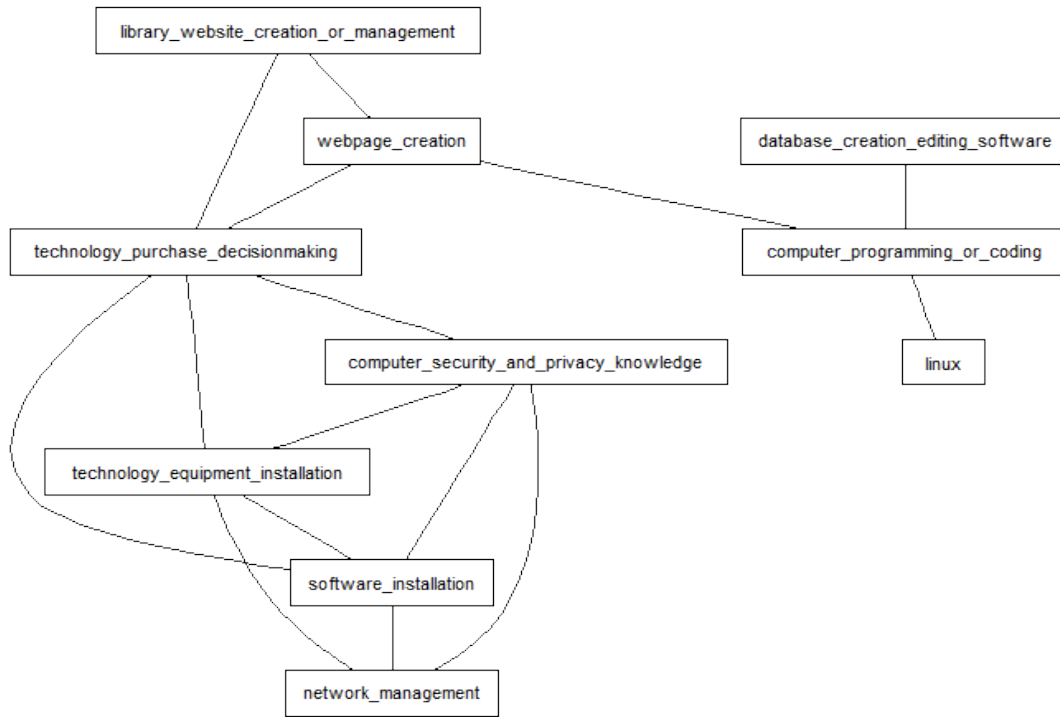 library_website_creation_or_management
webpage_creation
database_creation_editing_software
technology_purchase_decisionmaking
computer_programming_or_coding
computer_security_and_privacy_knowledge
linux
technology_equipment_installation
software_installation
network_management